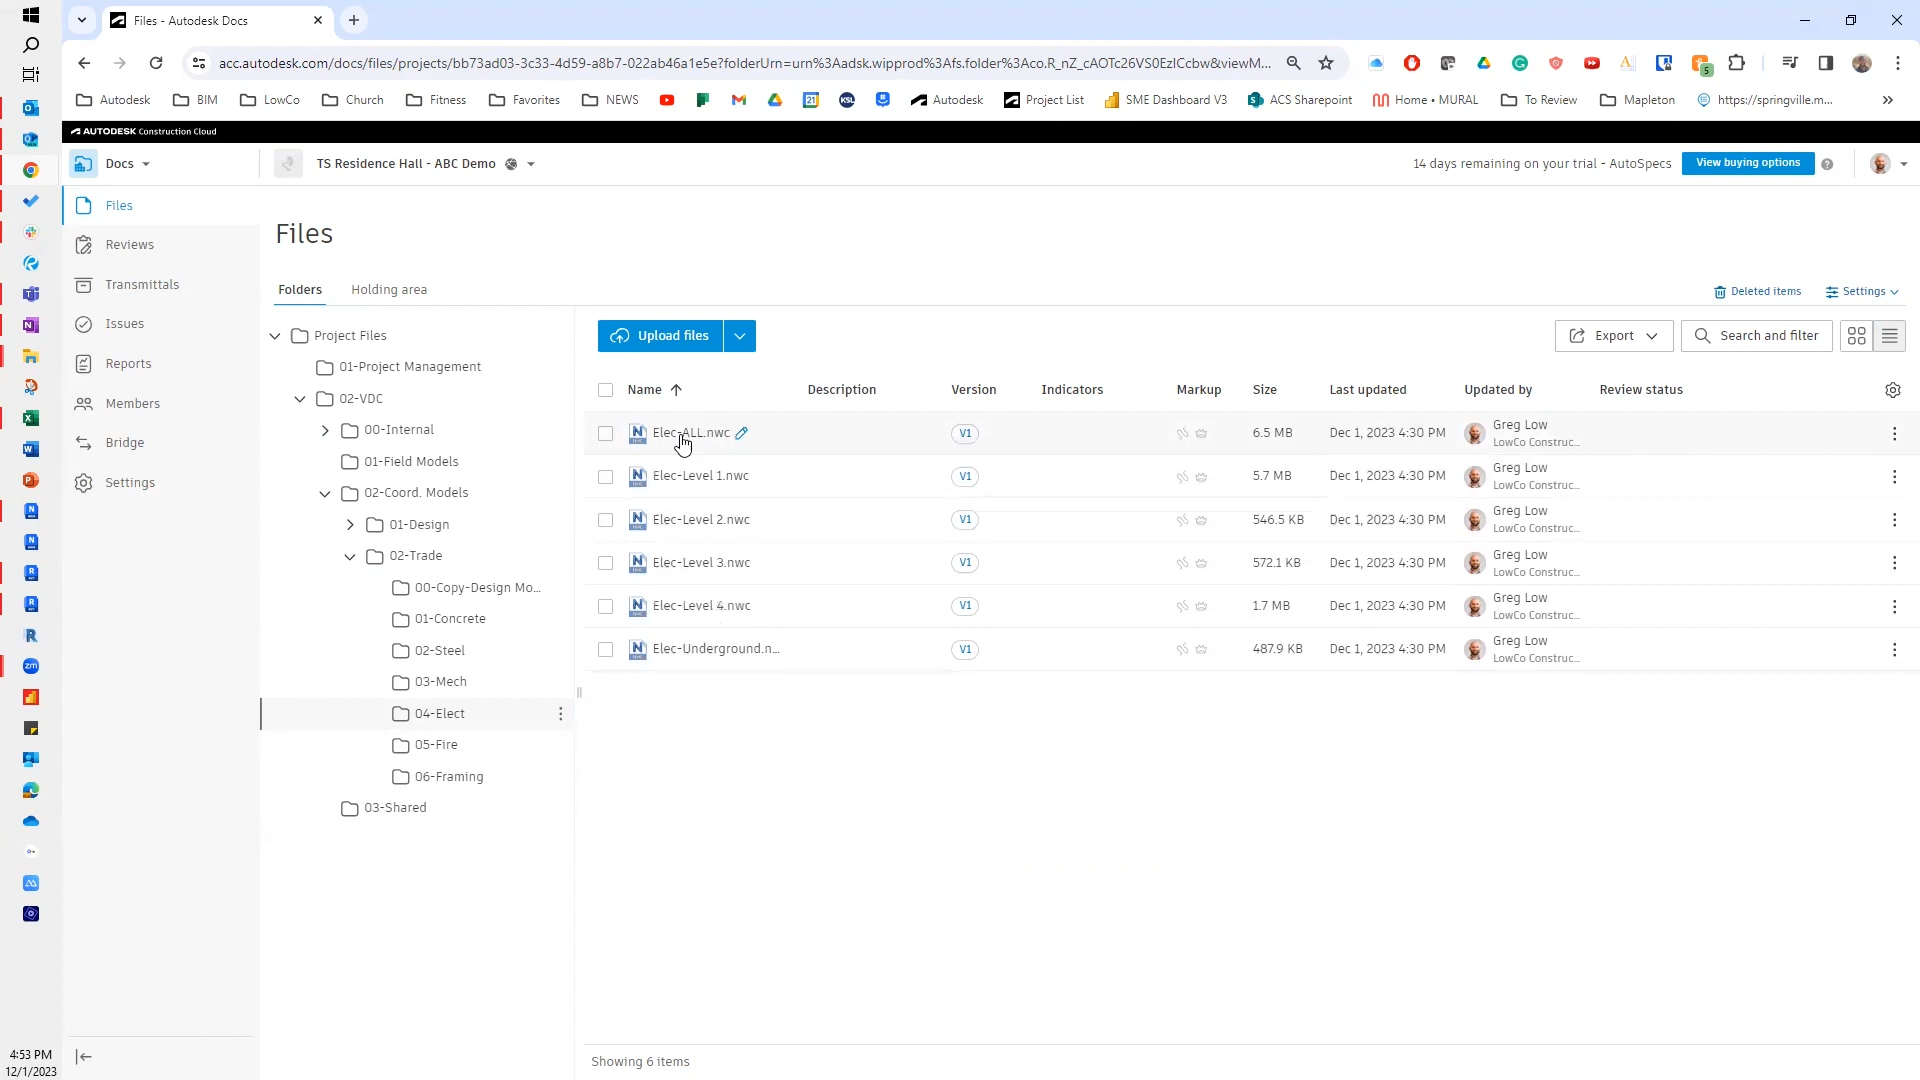 Files - Autodesk Docs
acc.autodesk.com/docs/files/projects/bb73ad03-3c33-4d59-a8b7-022ab46a1e5e?folderUrn=urn%3Aadsk.wipprod%3Afs.folder%3Aco.R_nZ_cAOTc26VS0EzICcbw&viewM...
Autodesk BIM LowCo Church Fitness Favorites NEWS Autodesk Project List SME Dashboard V3 ACS Sharepoint Home • MURAL To Review Mapleton https://springville.m...
AUTODESK Construction Cloud
Docs TS Residence Hall - ABC Demo 14 days remaining on your trial - AutoSpecs View buying options
Files
Reviews
Transmittals
Issues
Reports
Members
Bridge
Settings
Files
Folders Holding area Deleted items Settings
Project Files
01-Project Management
02-VDC
00-Internal
01-Field Models
02-Coord. Models
01-Design
02-Trade
00-Copy-Design Mo...
01-Concrete
02-Steel
03-Mech
04-Elect
05-Fire
06-Framing
03-Shared
Upload files Export Search and filter
Name Description Version Indicators Markup Size Last updated Updated by Review status
Elec-ALL.nwc V1 6.5 MB Dec 1, 2023 4:30 PM Greg Low
LowCo Construc...
Elec-Level 1.nwc V1 5.7 MB Dec 1, 2023 4:30 PM Greg Low
LowCo Construc...
Elec-Level 2.nwc V1 546.5 KB Dec 1, 2023 4:30 PM Greg Low
LowCo Construc...
Elec-Level 3.nwc V1 572.1 KB Dec 1, 2023 4:30 PM Greg Low
LowCo Construc...
Elec-Level 4.nwc V1 1.7 MB Dec 1, 2023 4:30 PM Greg Low
LowCo Construc...
Elec-Underground.n... V1 487.9 KB Dec 1, 2023 4:30 PM Greg Low
LowCo Construc...
Showing 6 items
4:53 PM
12/1/2023